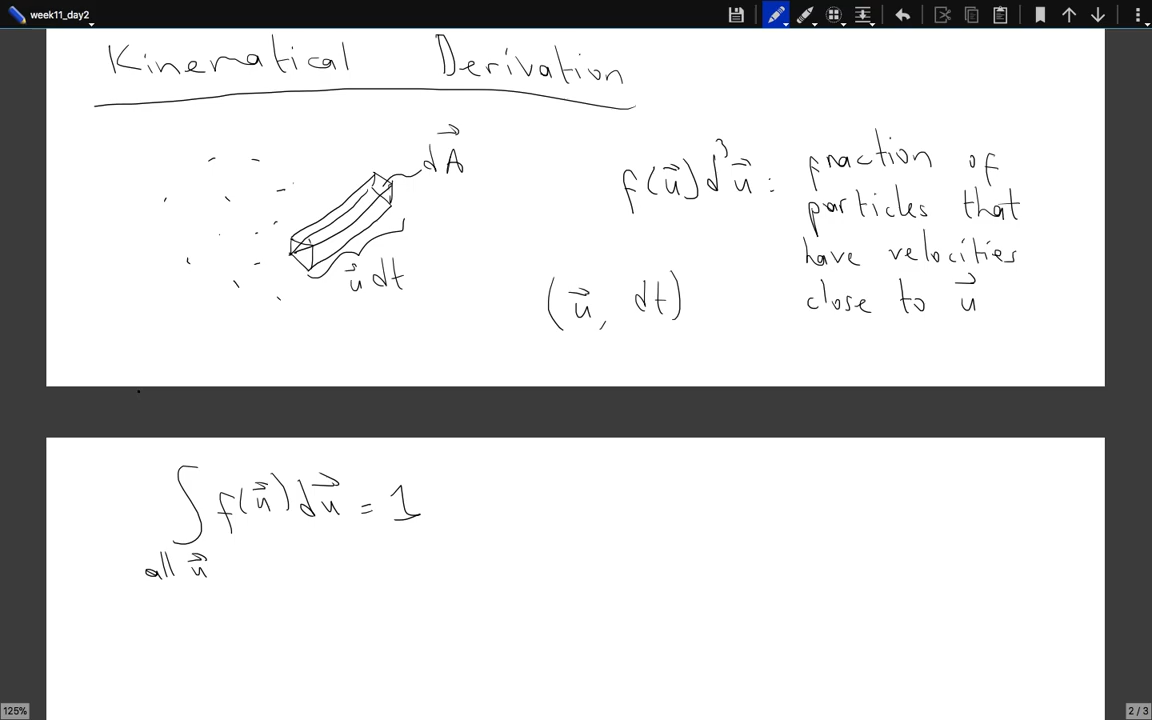 week11_day2
Kinematical Derivation
dA⃗
u⃗ dt
f(u⃗)d³u⃗ : fraction of
particles that
have velocities
close to u⃗
(u⃗, dt)
∫ f(u⃗)du⃗ = 1
all u⃗
125%
2 / 3